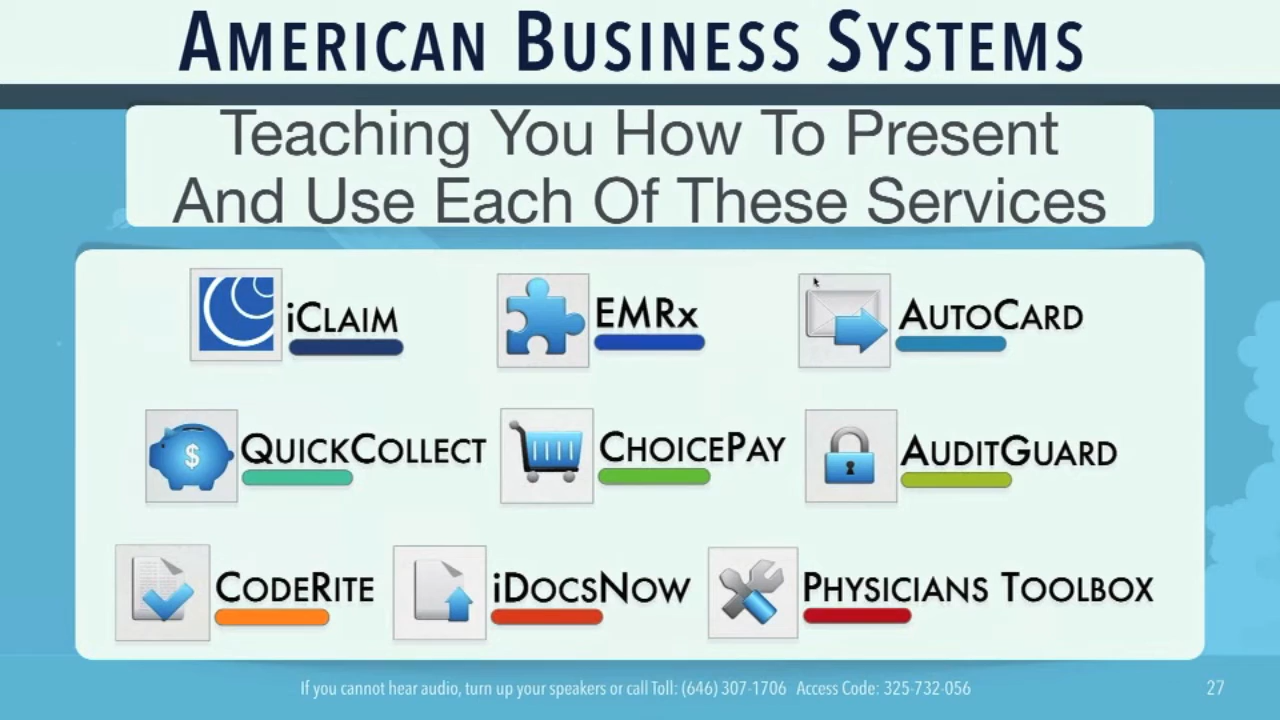 AMERICAN BUSINESS SYSTEMS
Teaching You How To Present
And Use Each Of These Services
iCLAIM
EMRx
AUTOCARD
$
QUICKCOLLECT
CHOICEPAY
AUDITGUARD
CODERITE
iDOCSNOW
PHYSICIANS TOOLBOX
If you cannot hear audio, turn up your speakers or call Toll: (646) 307-1706 Access Code: 325-732-056
27